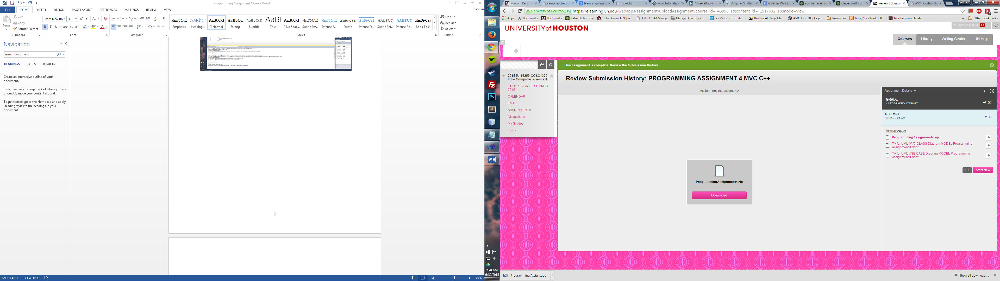 Programming Assignment 4 C++ - Word
Sign in
FILE HOME INSERT DESIGN PAGE LAYOUT REFERENCES MAILINGS REVIEW VIEW
Paste
Cut
Copy
Format Painter
Clipboard
Times New Ro 14
Font
Paragraph
AaBbCcL Emphasis
AaBbCc Heading 1
AaBbCcI ¶ Normal
AaBbCcl Strong
AaBbCcD Subtitle
AaBl Title
AaBbCcI ¶ No Spac...
AaBbCcL Subtle Em...
AaBbCcL Intense E...
AaBbCcL Quote
AaBbCcL Intense Q...
AaBbCc Subtle Ref...
AaBbCc Intense Re...
AaBbCcL Book Title
Styles
Find
Replace
Select
Editing
Navigation
Search document
HEADINGS PAGES RESULTS
Create an interactive outline of your
document.
It's a great way to keep track of where you are
or quickly move your content around.
To get started, go to the Home tab and apply
Heading styles to the headings in your
document.
2
PAGE 3 OF 3 173 WORDS
100%
2:20 AM
6/30/2015
Rurouni Kenshin
sams-teach-you
learn angularjs
index.html
www.tutorialspo
7 Free eBooks T
AngularJS Filter
A Better Way to
You betrayed m
Clever stuff from
Review Submiss
ASCII Code - Th
Adrian
University of Houston [US] https://elearning.uh.edu/webapps/assignment/uploadAssignment?course_id=_43996_1&content_id=_1917632_1&mode=view
Apps
Bookmarks
Bookmarks
False Dichotomy
Hi hackeysack09 | Pi...
APHORISM Manga
Manga Directory - ...
JocyShorts | Tidbits ...
Browse All Yoga Cla...
AMD FX-6300, Giga...
Resources
http://localhost:808...
Northernlion Datab...
Other bookmarks
UNIVERSITY of HOUSTON
Adrian Davila 28
Courses Library Writing Center UH Help
This assignment is complete. Review the Submission History.
2015SU-16259-COSC1320-
Intro Computer Science II
COSC 1320/6305 SUMMER
2015
CALENDAR
EMAIL
ASSIGNMENTS
Discussions
My Grades
Tools
Review Submission History: PROGRAMMING ASSIGNMENT 4 MVC C++
Assignment Instructions
ProgrammingAssignment4.zip
Download
Assignment Details
GRADE
LAST GRADED ATTEMPT
-/100
ATTEMPT
6/30/15 2:21 AM
/100
SUBMISSION
ProgrammingAssignment4.zip
TA for UML MVC CLASS Diagram MODEL Programming
Assignment 4.docx
TA for UML USE CASE Diagram MODEL Programming
Assignment 4.docx
OK Start New
Programming Assig....doc
Show all downloads...